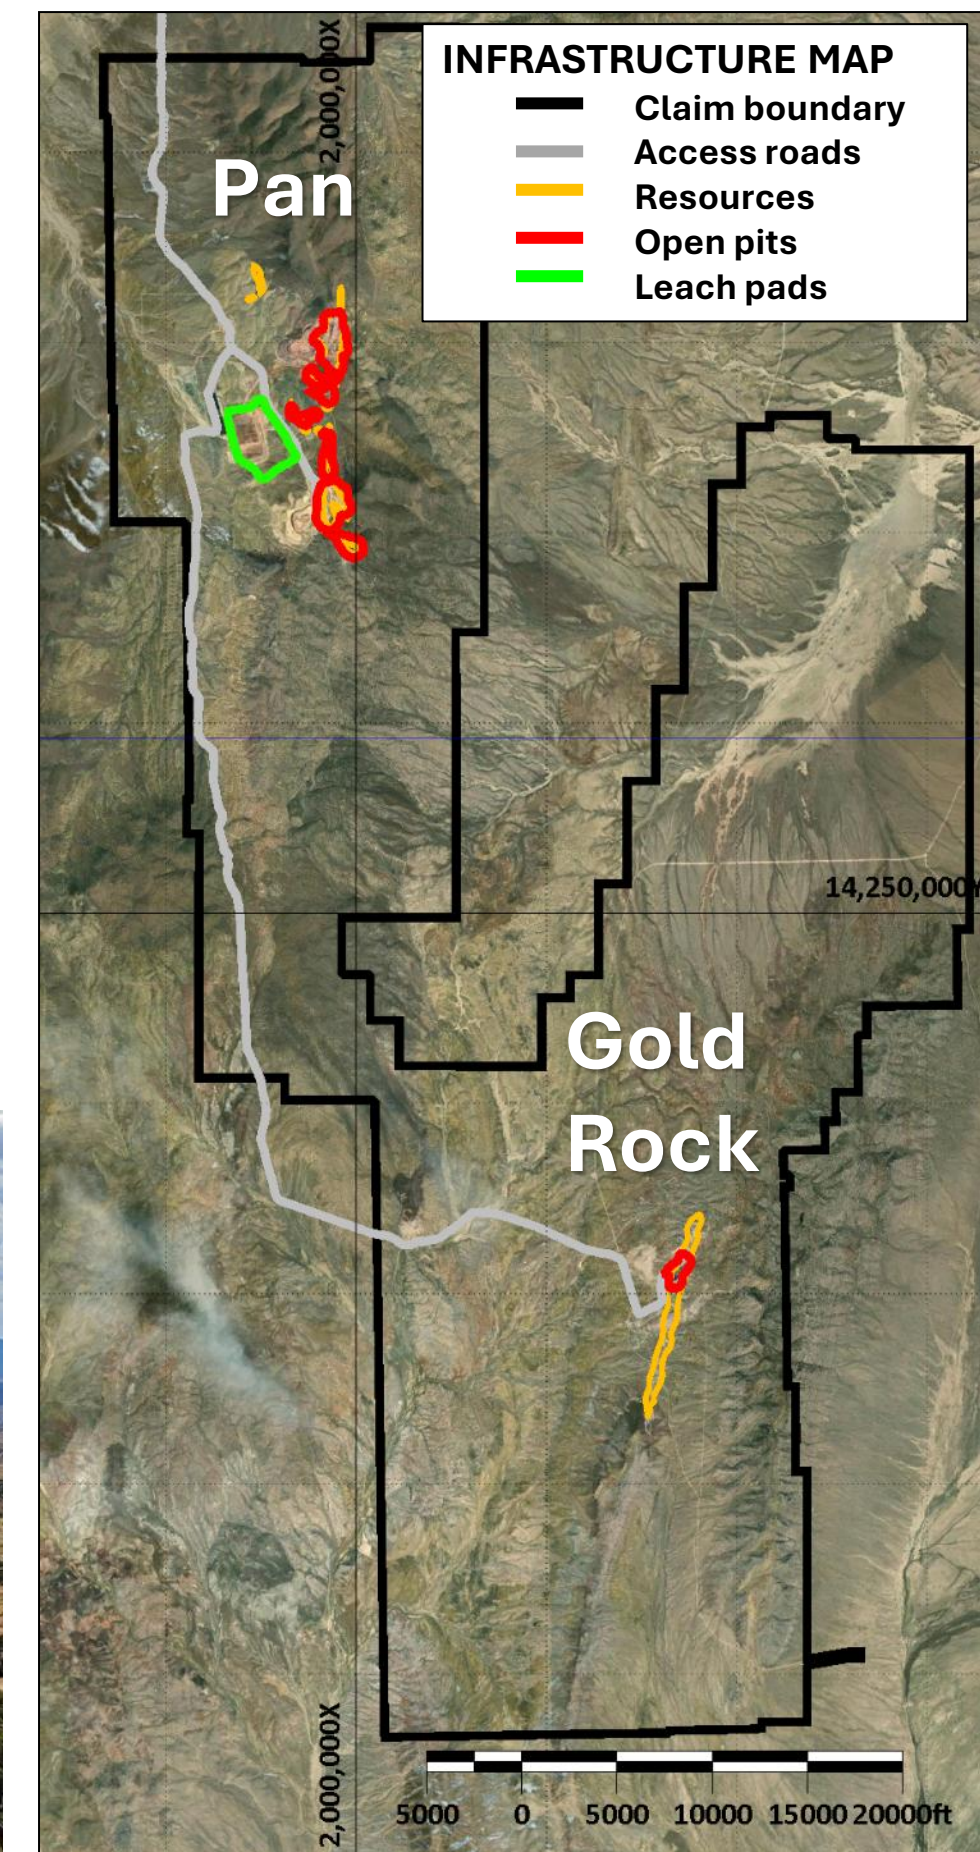 2,000,000X
INFRASTRUCTURE MAP
Claim boundary
Access roads
Resources
Open pits
Leach pads
Pan
14,250,000Y
Gold
Rock
2,000,000X
5000 0 5000 10000 15000 20000ft